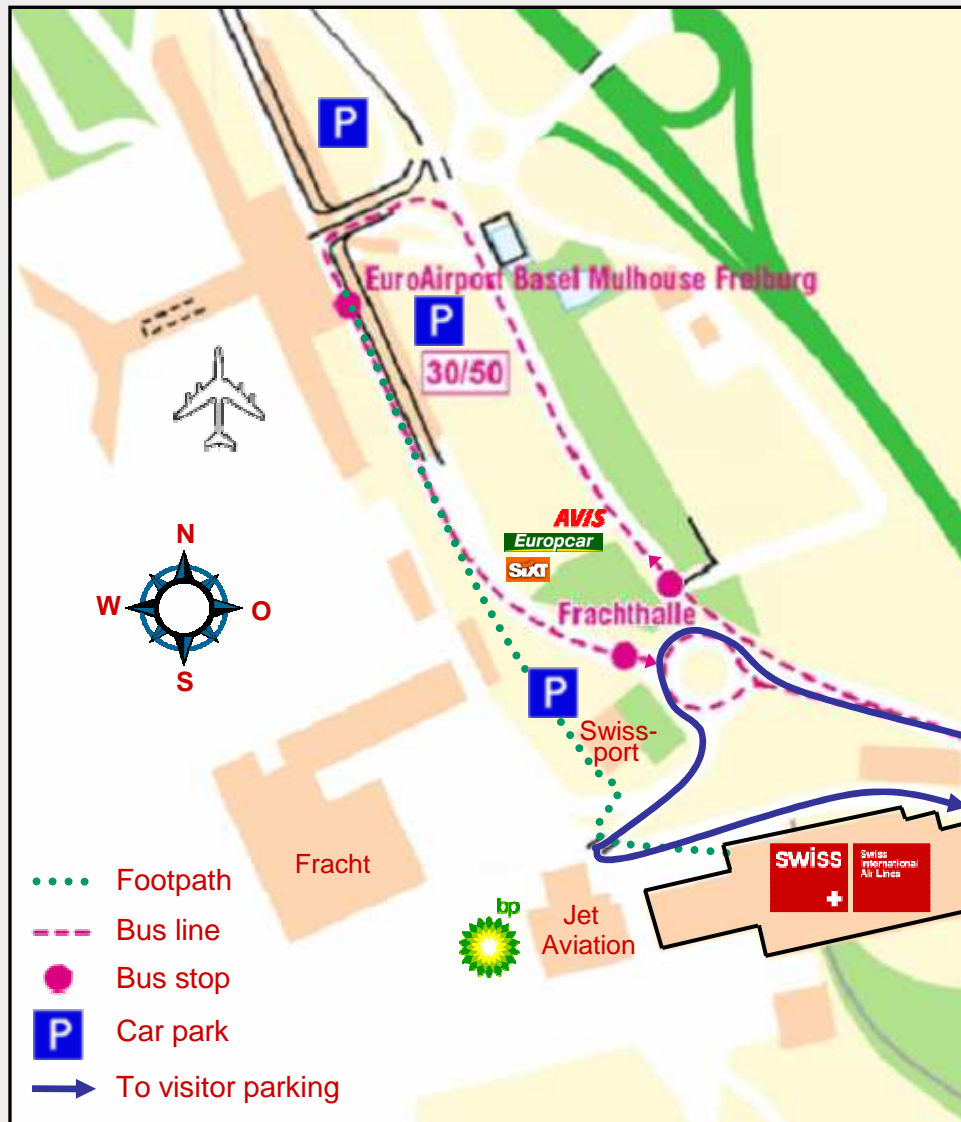 P
EuroAirport Basel Mulhouse Freiburg
P
30/50
AVIS
Europcar
SiXT
N
W
O
S
Frachthalle
P
Swiss-
port
Fracht
swiss
Swiss
International
Air Lines
bp
Jet
Aviation
Footpath
Bus line
Bus stop
P
Car park
To visitor parking